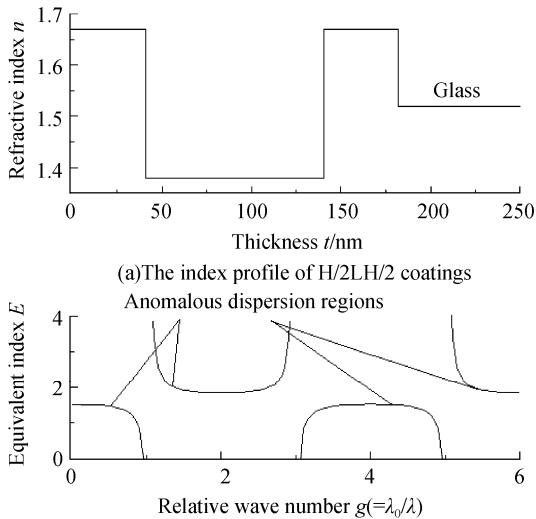 1.7
1.6
1.5
1.4
Refractive index n
Glass
0 50 100 150 200 250
Thickness t/nm
(a)The index profile of H/2LH/2 coatings
Anomalous dispersion regions
4
2
0
Equivalent index E
0 2 4 6
Relative wave number g(=λ₀/λ)